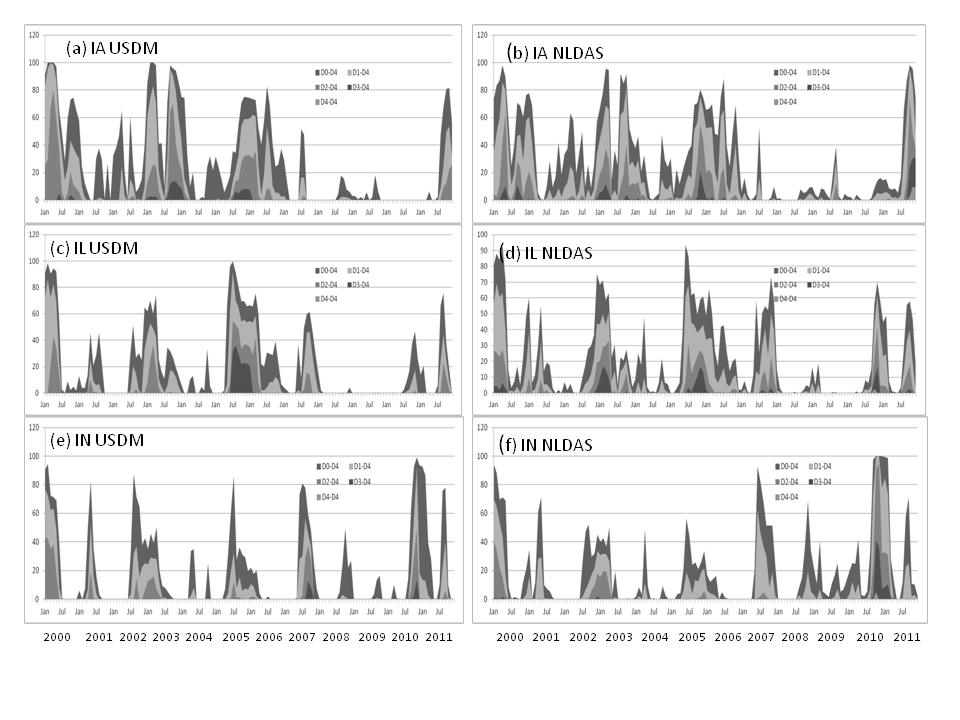 (a) IA USDM
120
100
80
60
40
20
0
D0-D4 D1-D4
D2-D4 D3-D4
D4-D4
Jan Jul Jan Jul Jan Jul Jan Jul Jan Jul Jan Jul Jan Jul Jan Jul Jan Jul Jan Jul Jan Jul Jan Jul
(b) IA NLDAS
120
100
80
60
40
20
0
D0-D4 D1-D4
D2-D4 D3-D4
D4-D4
Jan Jul Jan Jul Jan Jul Jan Jul Jan Jul Jan Jul Jan Jul Jan Jul Jan Jul Jan Jul Jan Jul Jan Jul
(c) IL USDM
120
100
80
60
40
20
0
D0-D4 D1-D4
D2-D4 D3-D4
D4-D4
Jan Jul Jan Jul Jan Jul Jan Jul Jan Jul Jan Jul Jan Jul Jan Jul Jan Jul Jan Jul Jan Jul Jan Jul
(d) IL NLDAS
100
90
80
70
60
50
40
30
20
10
0
D0-D4 D1-D4
D2-D4 D3-D4
D4-D4
Jan Jul Jan Jul Jan Jul Jan Jul Jan Jul Jan Jul Jan Jul Jan Jul Jan Jul Jan Jul Jan Jul Jan Jul
(e) IN USDM
120
100
80
60
40
20
0
D0-D4 D1-D4
D2-D4 D3-D4
D4-D4
Jan Jul Jan Jul Jan Jul Jan Jul Jan Jul Jan Jul Jan Jul Jan Jul Jan Jul Jan Jul Jan Jul Jan Jul
(f) IN NLDAS
120
100
80
60
40
20
0
D0-D4 D1-D4
D2-D4 D3-D4
D4-D4
Jan Jul Jan Jul Jan Jul Jan Jul Jan Jul Jan Jul Jan Jul Jan Jul Jan Jul Jan Jul Jan Jul Jan Jul
2000 2001 2002 2003 2004 2005 2006 2007 2008 2009 2010 2011
2000 2001 2002 2003 2004 2005 2006 2007 2008 2009 2010 2011